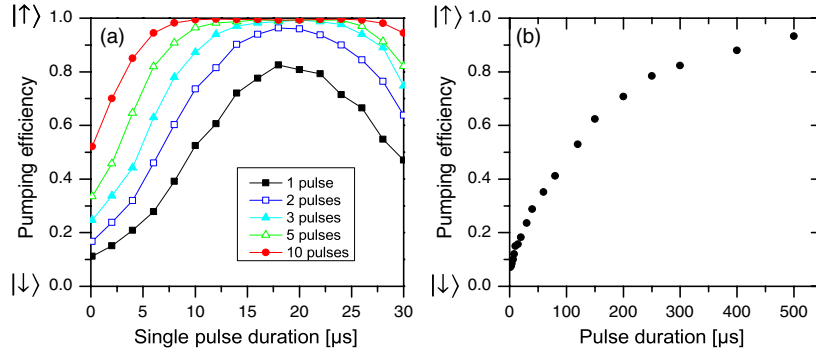 |↑⟩
(a)
1.0
0.8
0.6
0.4
0.2
0.0
|↓⟩
Pumping efficiency
1 pulse
2 pulses
3 pulses
5 pulses
10 pulses
0 5 10 15 20 25 30
Single pulse duration [µs]
|↑⟩
(b)
1.0
0.8
0.6
0.4
0.2
0.0
|↓⟩
Pumping efficiency
0 100 200 300 400 500
Pulse duration [µs]